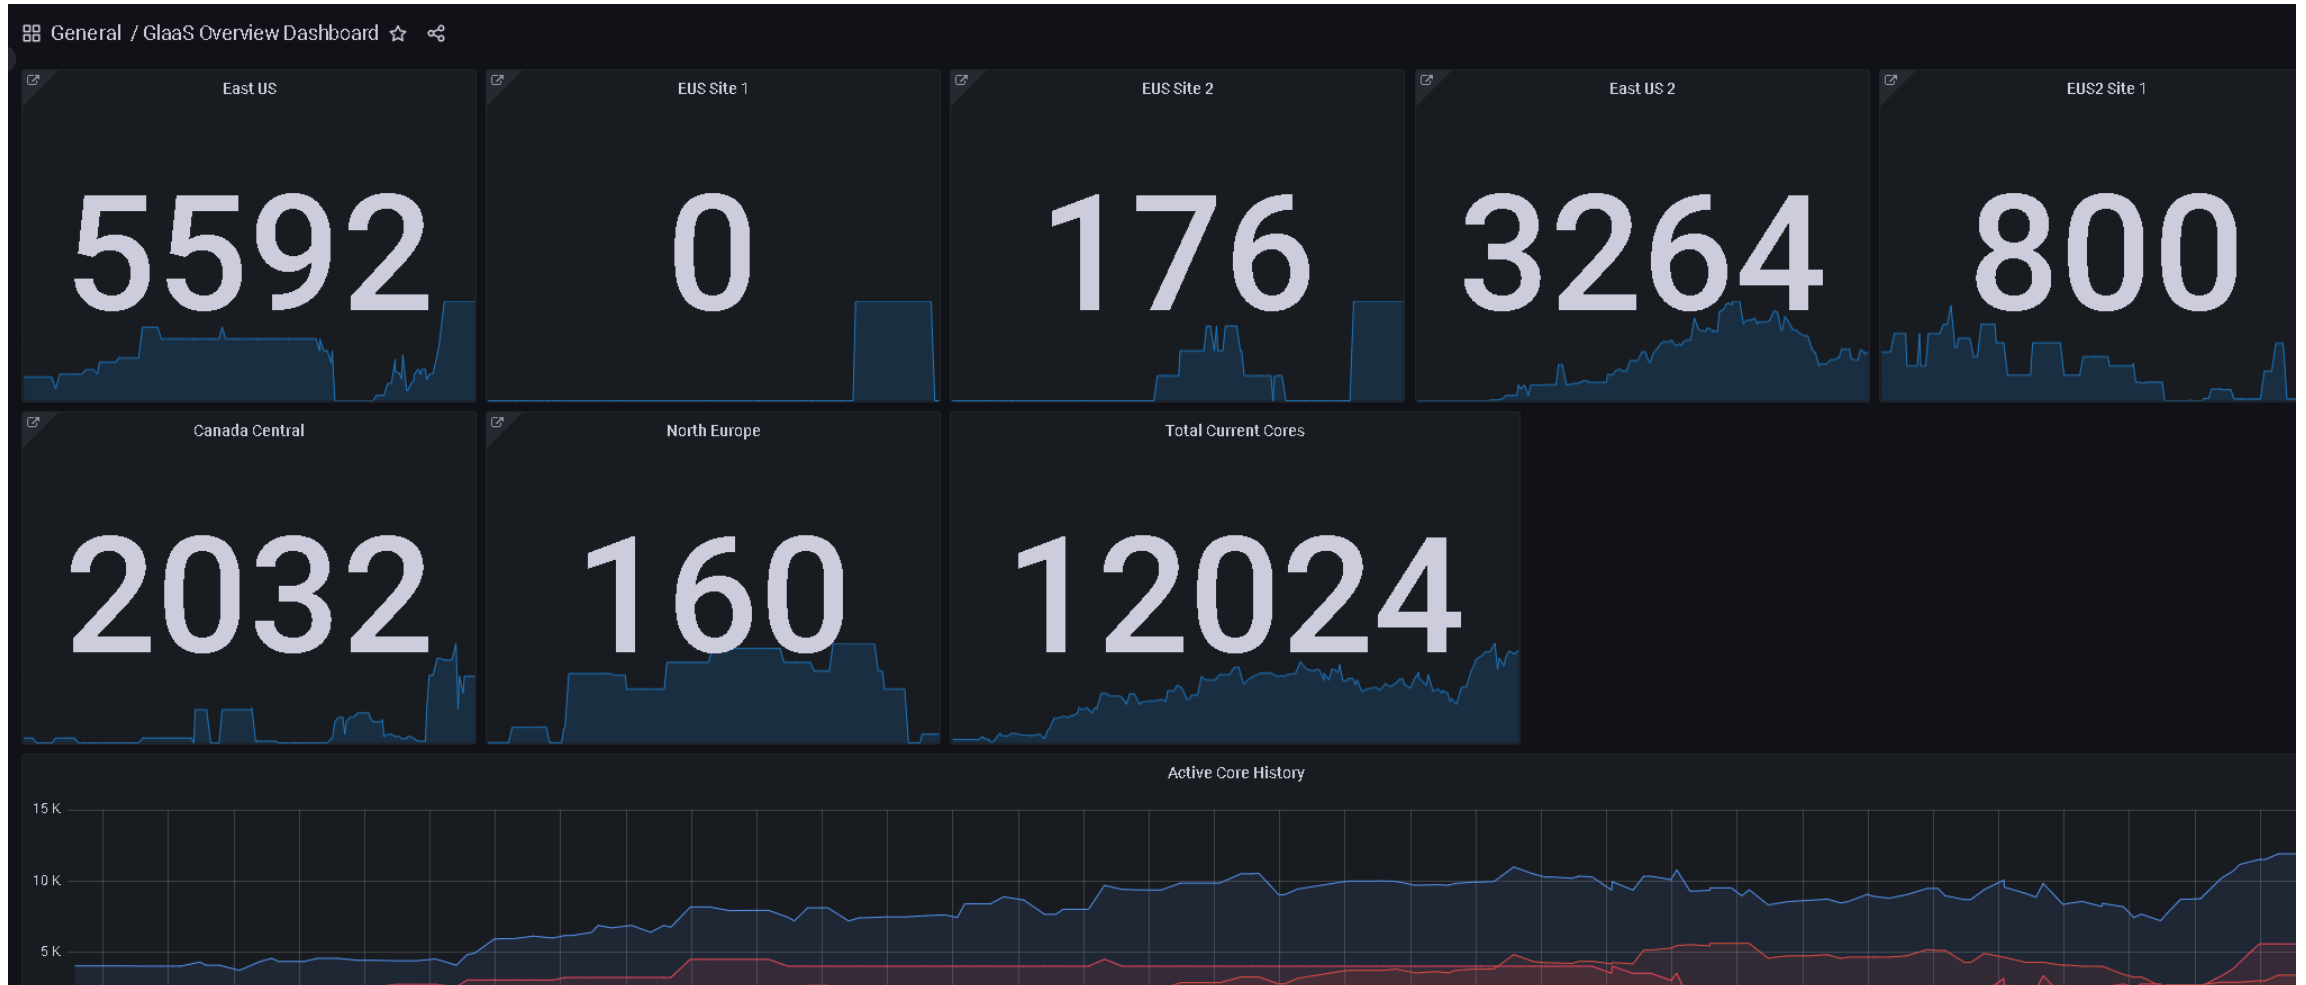 General / GlaaS Overview Dashboard
East US
5592
EUS Site 1
0
EUS Site 2
176
East US 2
3264
EUS2 Site 1
800
Canada Central
2032
North Europe
160
Total Current Cores
12024
Active Core History
15 K
10 K
5 K